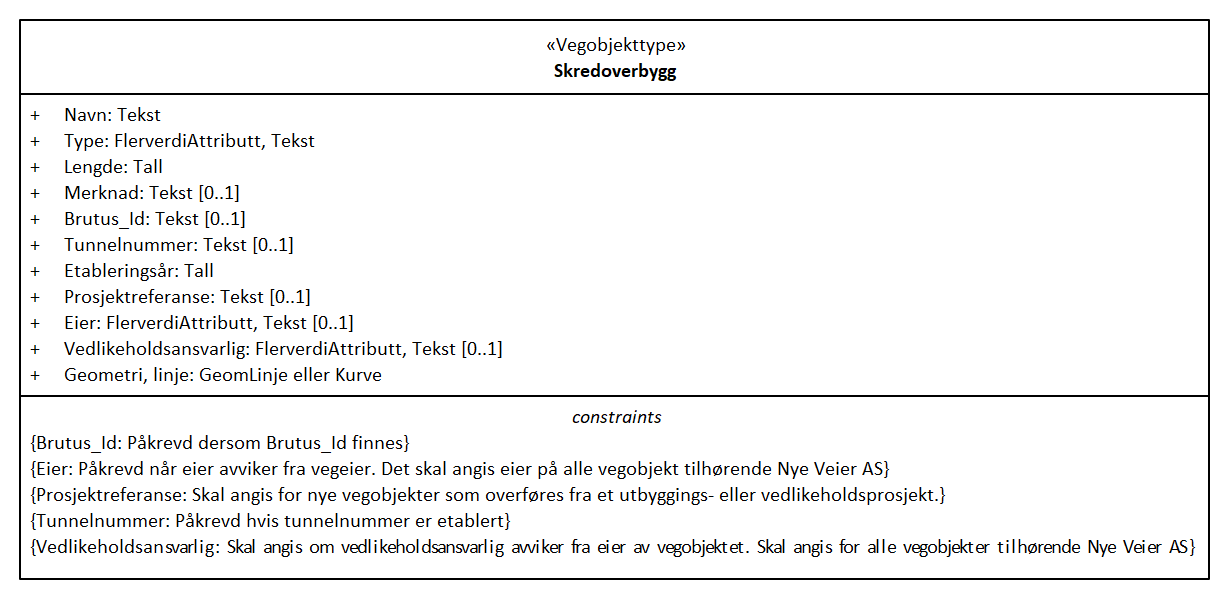 «Vegobjekttype»
Skredoverbygg
+ Navn: Tekst
+ Type: FlerverdiAttributt, Tekst
+ Lengde: Tall
+ Merknad: Tekst [0..1]
+ Brutus_Id: Tekst [0..1]
+ Tunnelnummer: Tekst [0..1]
+ Etableringsår: Tall
+ Prosjektreferanse: Tekst [0..1]
+ Eier: FlerverdiAttributt, Tekst [0..1]
+ Vedlikeholdsansvarlig: FlerverdiAttributt, Tekst [0..1]
+ Geometri, linje: GeomLinje eller Kurve
constraints
{Brutus_Id: Påkrevd dersom Brutus_Id finnes}
{Eier: Påkrevd når eier avviker fra vegeier. Det skal angis eier på alle vegobjekt tilhørende Nye Veier AS}
{Prosjektreferanse: Skal angis for nye vegobjekter som overføres fra et utbyggings- eller vedlikeholdsprosjekt.}
{Tunnelnummer: Påkrevd hvis tunnelnummer er etablert}
{Vedlikeholdsansvarlig: Skal angis om vedlikeholdsansvarlig avviker fra eier av vegobjektet. Skal angis for alle vegobjekter tilhørende Nye Veier AS}